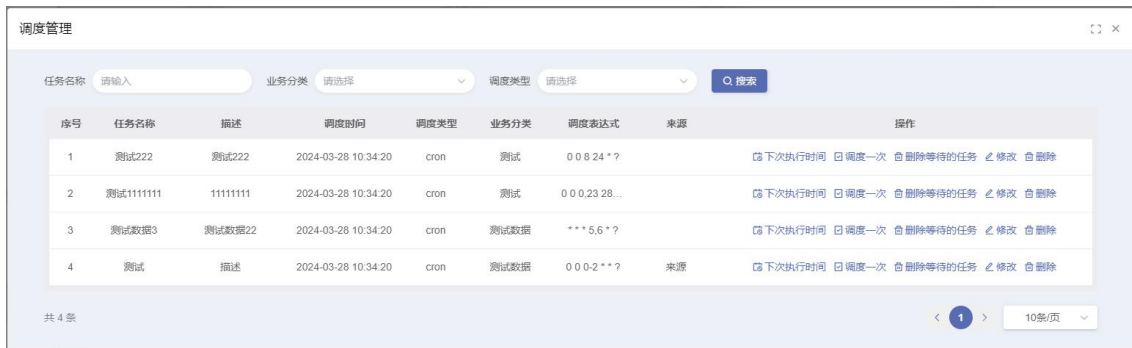 调度管理
任务名称 请输入 业务分类 请选择 调度类型 请选择 搜索
序号 任务名称 描述 调度时间 调度类型 业务分类 调度表达式 来源 操作
1 测试222 测试222 2024-03-28 10:34:20 cron 测试 0 0 8 24 * ? 下次执行时间 调度一次 删除等待的任务 修改 删除
2 测试1111111 11111111 2024-03-28 10:34:20 cron 测试 0 0 0,23 28... 下次执行时间 调度一次 删除等待的任务 修改 删除
3 测试数据3 测试数据22 2024-03-28 10:34:20 cron 测试数据 * * * 5,6 * ? 下次执行时间 调度一次 删除等待的任务 修改 删除
4 测试 描述 2024-03-28 10:34:20 cron 测试数据 0 0 0-2 * * ? 来源 下次执行时间 调度一次 删除等待的任务 修改 删除
共 4 条 1 10条/页